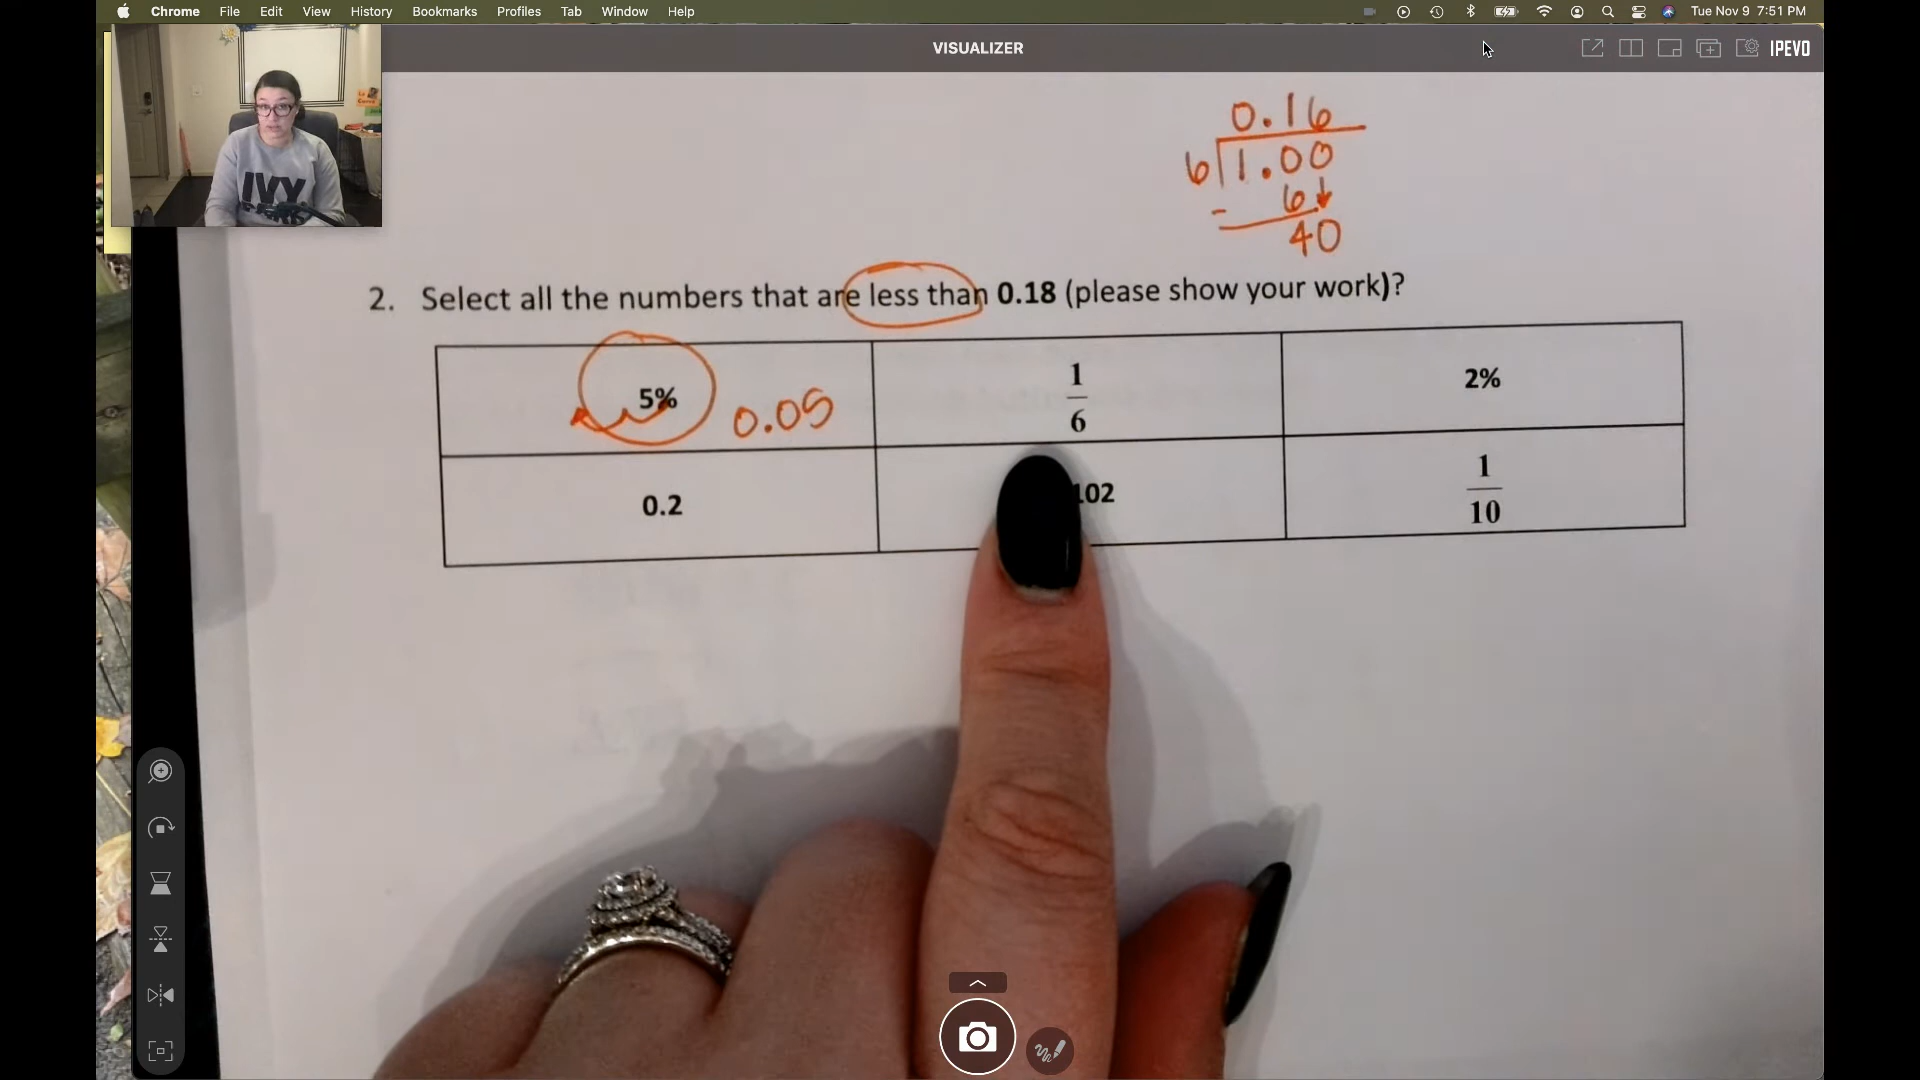 Chrome File Edit View History Bookmarks Profiles Tab Window Help Tue Nov 9 7:51 PM
VISUALIZER
IPEVO
IVY
0.16
6 1.00
- 6
40
2. Select all the numbers that are less than 0.18 (please show your work)?
5% 0.05
1
6
2%
0.2
102
1
10